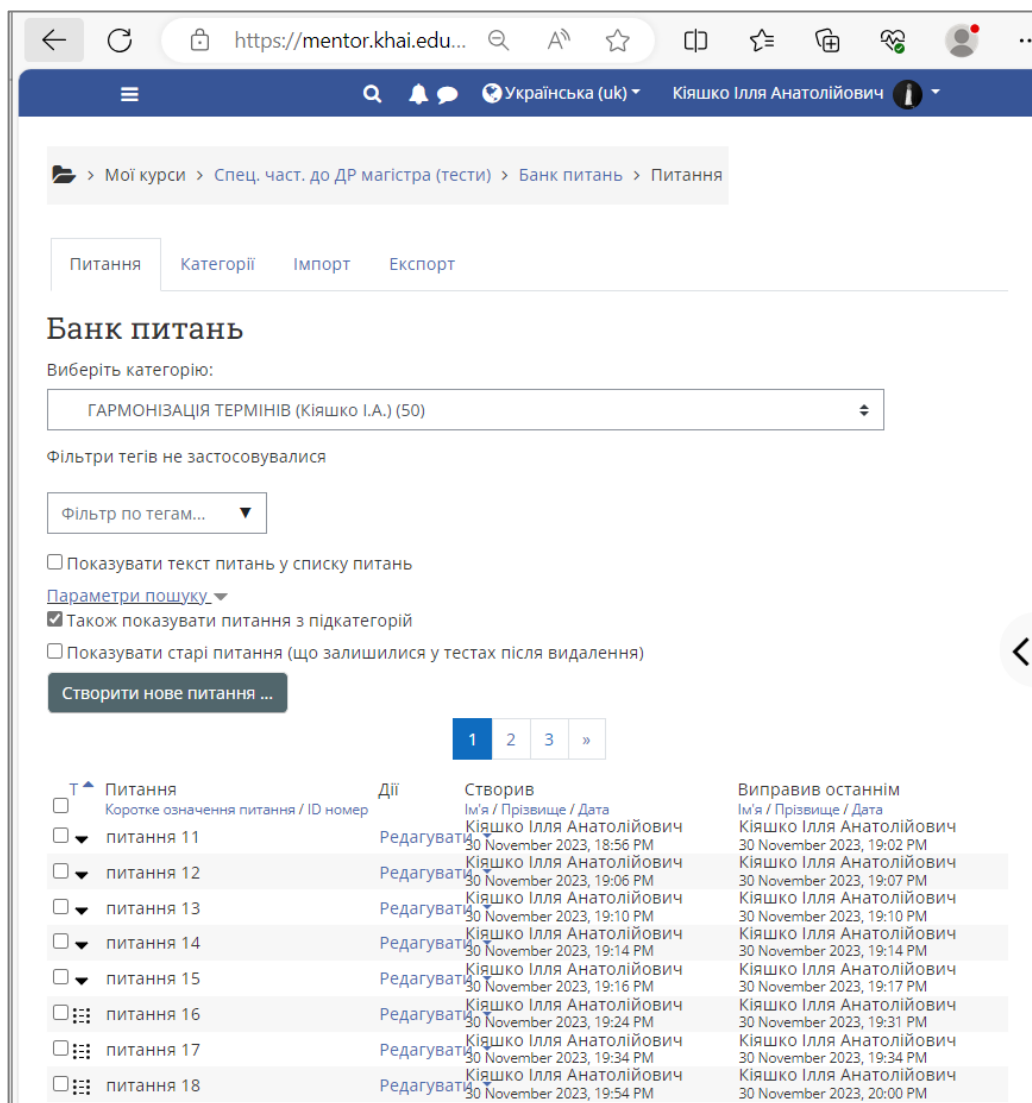 https://mentor.khai.edu...
Українська (uk)
Кіяшко Ілля Анатолійович
> Мої курси > Спец. част. до ДР магістра (тести) > Банк питань > Питання
Питання Категорії Імпорт Експорт
Банк питань
Виберіть категорію:
ГАРМОНІЗАЦІЯ ТЕРМІНІВ (Кіяшко І.А.) (50)
Фільтри тегів не застосовувалися
Фільтр по тегам...
Показувати текст питань у списку питань
Параметри пошуку
Також показувати питання з підкатегорій
Показувати старі питання (що залишилися у тестах після видалення)
Створити нове питання ...
1 2 3 »
Т Питання Дії Створив Виправив останнім
Коротке означення питання / ID номер Ім'я / Прізвище / Дата Ім'я / Прізвище / Дата
питання 11 Редагувати Кіяшко Ілля Анатолійович Кіяшко Ілля Анатолійович
30 November 2023, 18:56 PM 30 November 2023, 19:02 PM
питання 12 Редагувати Кіяшко Ілля Анатолійович Кіяшко Ілля Анатолійович
30 November 2023, 19:06 PM 30 November 2023, 19:07 PM
питання 13 Редагувати Кіяшко Ілля Анатолійович Кіяшко Ілля Анатолійович
30 November 2023, 19:10 PM 30 November 2023, 19:10 PM
питання 14 Редагувати Кіяшко Ілля Анатолійович Кіяшко Ілля Анатолійович
30 November 2023, 19:14 PM 30 November 2023, 19:14 PM
питання 15 Редагувати Кіяшко Ілля Анатолійович Кіяшко Ілля Анатолійович
30 November 2023, 19:16 PM 30 November 2023, 19:17 PM
питання 16 Редагувати Кіяшко Ілля Анатолійович Кіяшко Ілля Анатолійович
30 November 2023, 19:24 PM 30 November 2023, 19:31 PM
питання 17 Редагувати Кіяшко Ілля Анатолійович Кіяшко Ілля Анатолійович
30 November 2023, 19:34 PM 30 November 2023, 19:34 PM
питання 18 Редагувати Кіяшко Ілля Анатолійович Кіяшко Ілля Анатолійович
30 November 2023, 19:54 PM 30 November 2023, 20:00 PM